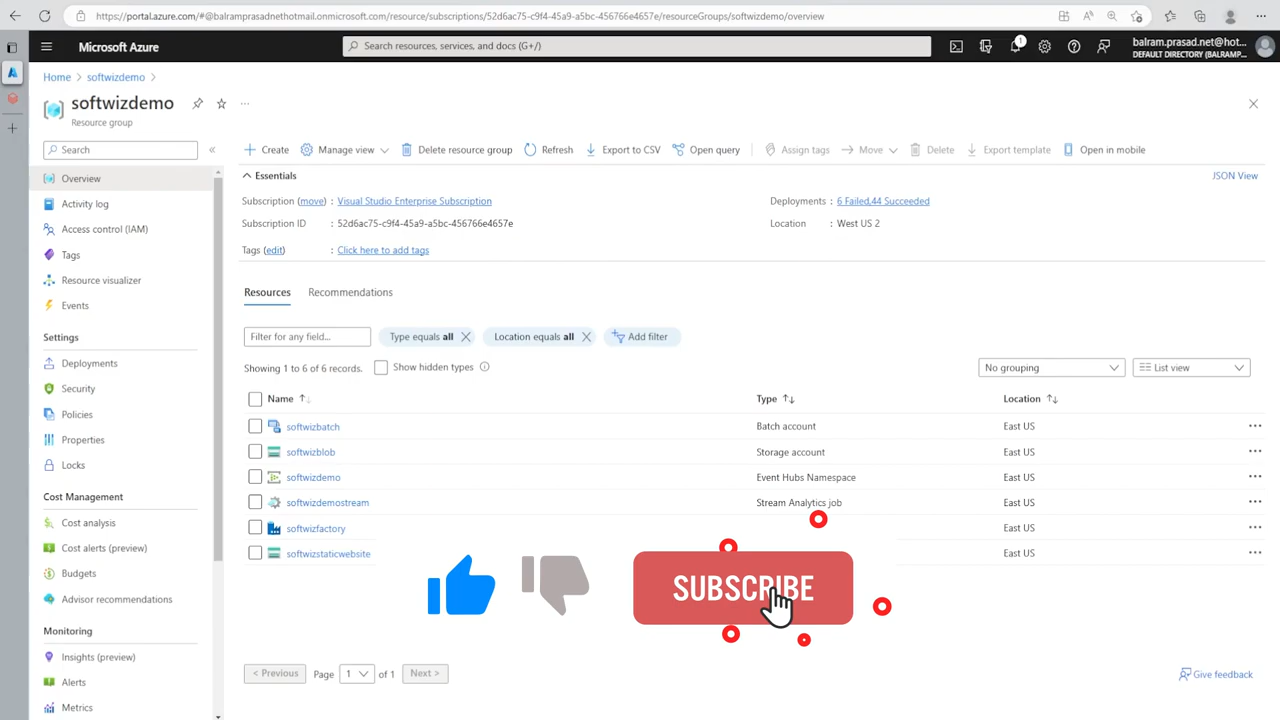 https://portal.azure.com/#@balramprasadnethotmail.onmicrosoft.com/resource/subscriptions/52d6ac75-c9f4-45a9-a5bc-456766e4657e/resourceGroups/softwizdemo/overview
Microsoft Azure
Search resources, services, and docs (G+/)
1
balram.prasad.net@hot...
DEFAULT DIRECTORY (BALRAMP...
Home > softwizdemo >
softwizdemo
Resource group
Search
Create
Manage view
Delete resource group
Refresh
Export to CSV
Open query
Assign tags
Move
Delete
Export template
Open in mobile
Overview
Activity log
Access control (IAM)
Tags
Resource visualizer
Events
Settings
Deployments
Security
Policies
Properties
Locks
Cost Management
Cost analysis
Cost alerts (preview)
Budgets
Advisor recommendations
Monitoring
Insights (preview)
Alerts
Metrics
Essentials
JSON View
Subscription (move) : Visual Studio Enterprise Subscription
Deployments : 6 Failed,44 Succeeded
Subscription ID : 52d6ac75-c9f4-45a9-a5bc-456766e4657e
Location : West US 2
Tags (edit) : Click here to add tags
Resources
Recommendations
Filter for any field...
Type equals all
Location equals all
Add filter
Showing 1 to 6 of 6 records.
Show hidden types
No grouping
List view
Name
Type
Location
softwizbatch Batch account East US
softwizblob Storage account East US
softwizdemo Event Hubs Namespace East US
softwizdemostream Stream Analytics job East US
softwizfactory East US
softwizstaticwebsite East US
SUBSCRIBE
< Previous
Page 1 of 1
Next >
Give feedback